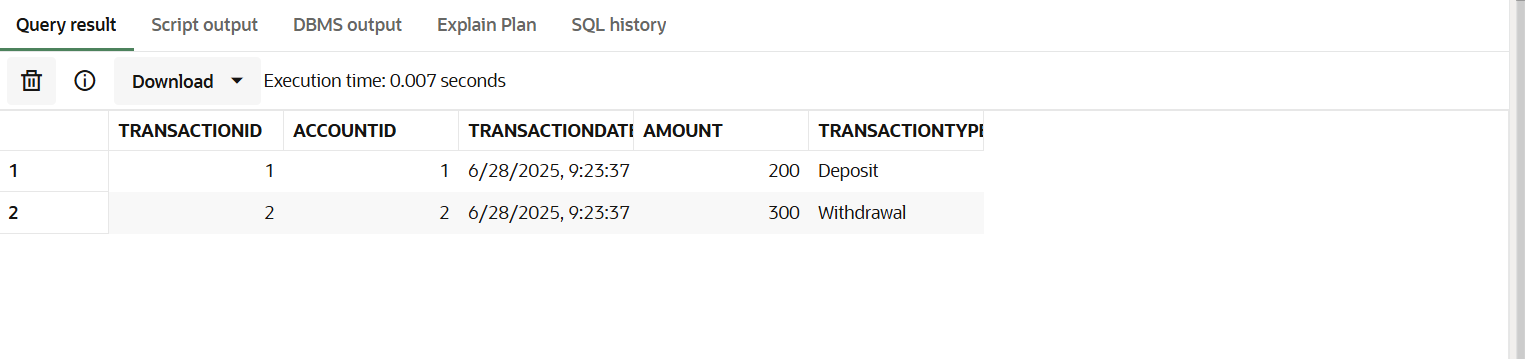 Query result Script output DBMS output Explain Plan SQL history
Download Execution time: 0.007 seconds
TRANSACTIONID ACCOUNTID TRANSACTIONDATE AMOUNT TRANSACTIONTYPE
1 1 1 6/28/2025, 9:23:37 200 Deposit
2 2 2 6/28/2025, 9:23:37 300 Withdrawal